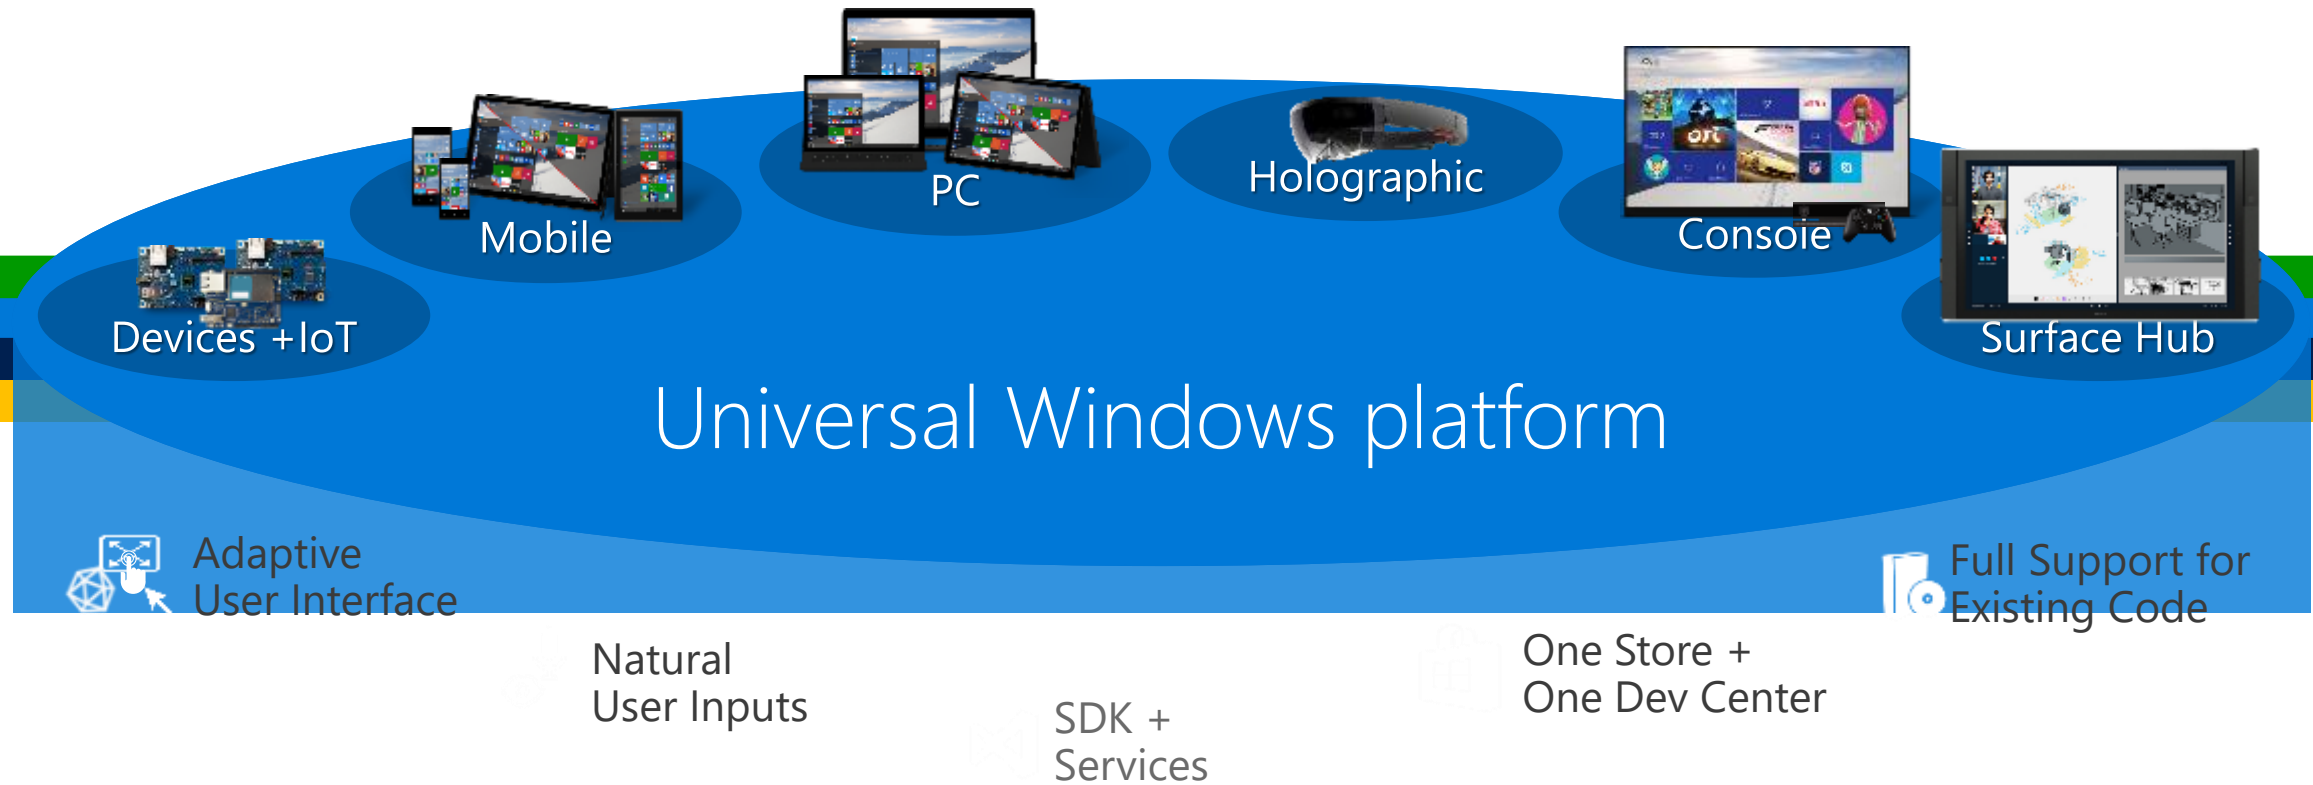 PC
Holographic
Mobile
Console
Devices +IoT
Surface Hub
Universal Windows platform
Adaptive
User Interface
Full Support for
Existing Code
Natural
User Inputs
One Store +
One Dev Center
SDK +
Services